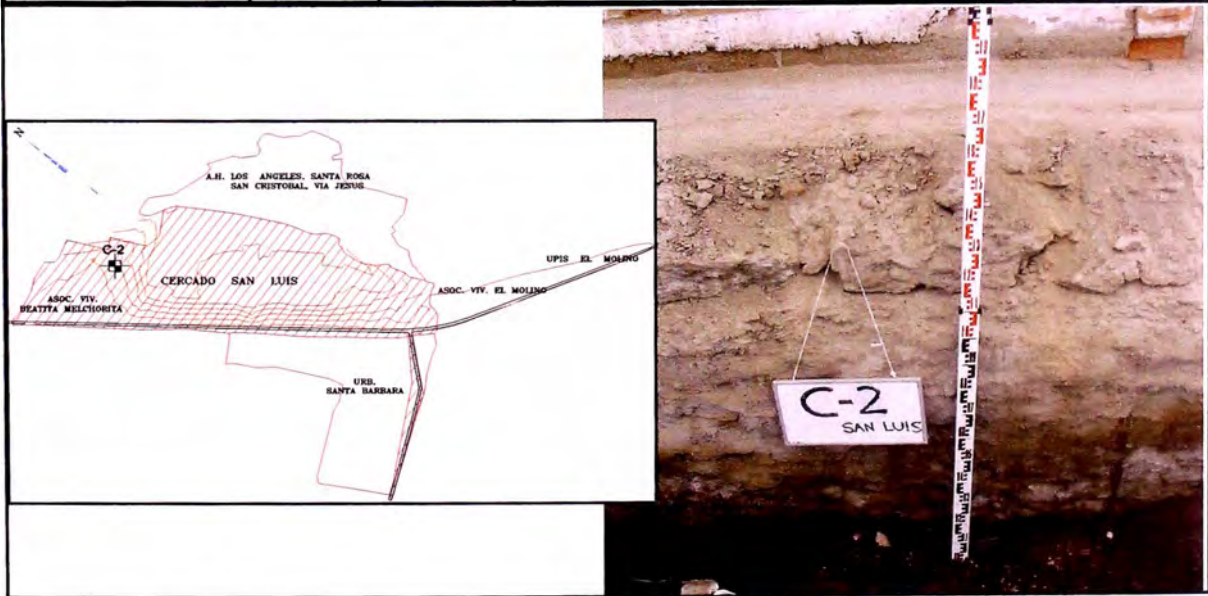 N
A.H. LOS ANGELES, SANTA ROSA
SAN CRISTOBAL, VIA JESUS
C-2
CERCADO SAN LUIS
UPIS EL MOLINO
ASOC. VIV. EL MOLINO
ASOC. VIV.
BEATITA MELCHORITA
URB.
SANTA BARBARA
C-2
SAN LUIS